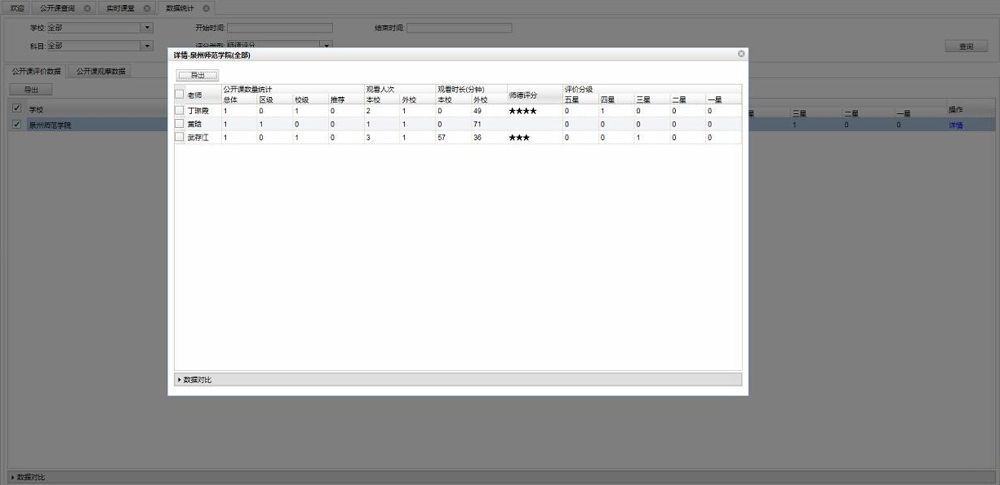 欢迎 公开课查询 实时课堂 数据统计
学校: 全部 开始时间: 结束时间:
科目: 全部 评分类型: 师德评分 查询
详情-泉州师范学院(全部)
公开课评价数据 公开课观摩数据
导出
导出
老师 公开课数量统计 观看人次 观看时长(分钟) 师德评分 评价分级
总体 区级 校级 推荐 本校 外校 本校 外校 五星 四星 三星 二星 一星
学校 三星 二星 一星 操作
丁琳霞 1 0 1 0 2 1 0 49 ★★★★ 0 1 0 0 0
黄晗 1 1 0 0 1 1 0 71 0 0 0 0 0
泉州师范学院 1 0 0 详情
武存江 1 0 1 0 3 1 57 36 ★★★ 0 0 1 0 0
数据对比
数据对比